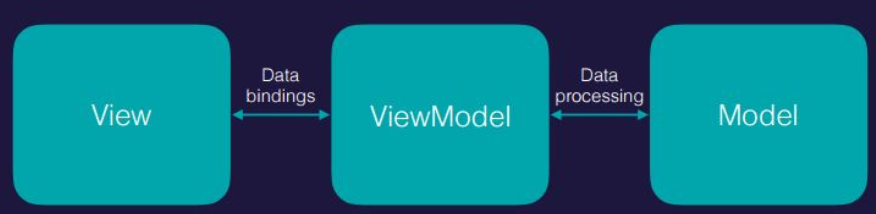 View
Data
bindings
ViewModel
Data
processing
Model